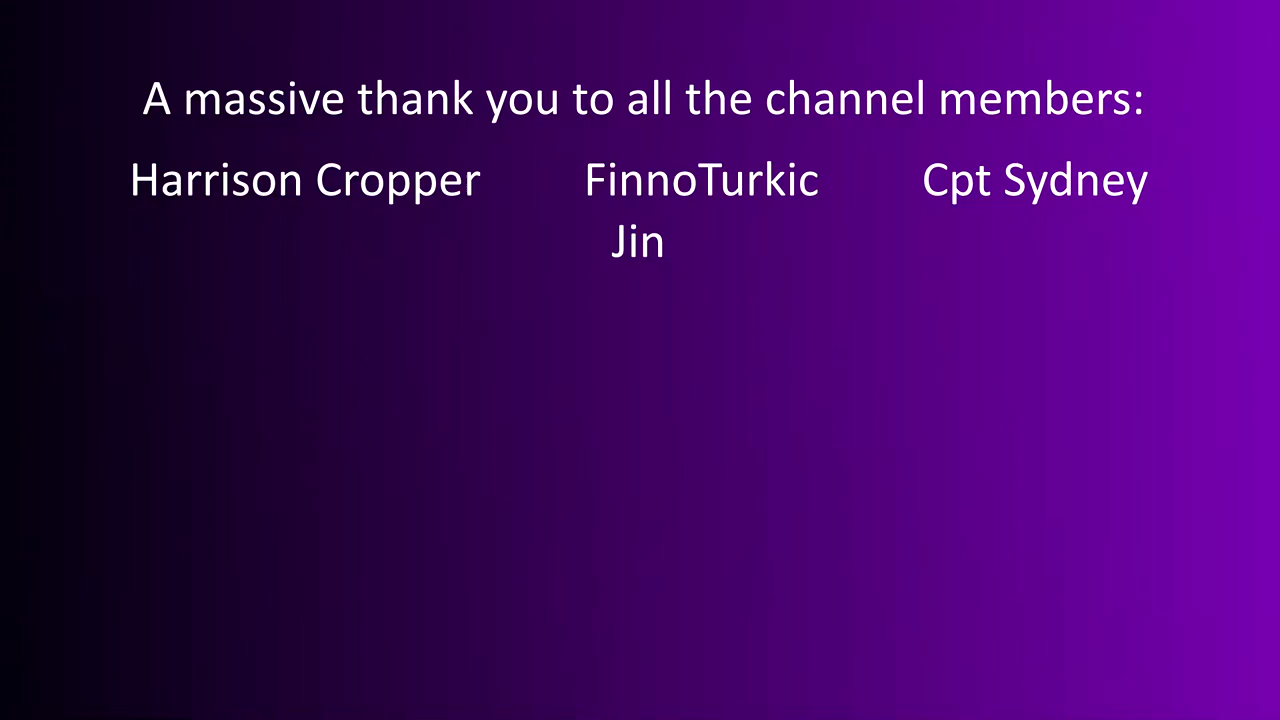 A massive thank you to all the channel members:
Harrison Cropper FinnoTurkic Cpt Sydney
Jin